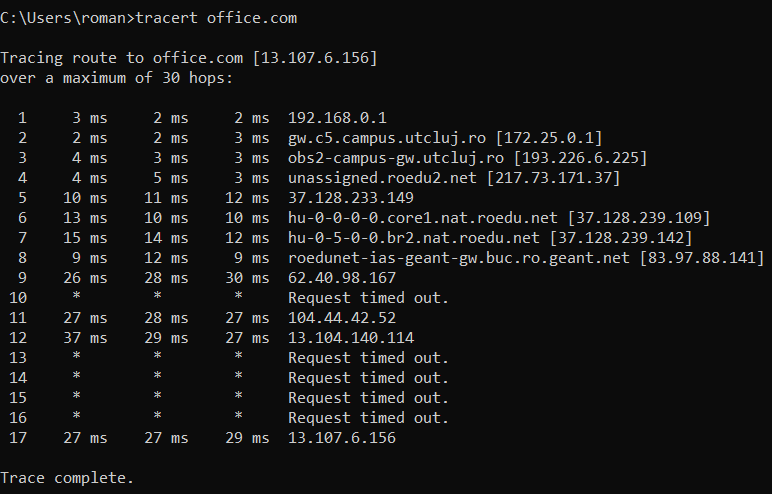 C:\Users\roman>tracert office.com
Tracing route to office.com [13.107.6.156]
over a maximum of 30 hops:
1 3 ms 2 ms 2 ms 192.168.0.1
2 2 ms 2 ms 3 ms gw.c5.campus.utcluj.ro [172.25.0.1]
3 4 ms 3 ms 3 ms obs2-campus-gw.utcluj.ro [193.226.6.225]
4 4 ms 5 ms 3 ms unassigned.roedu2.net [217.73.171.37]
5 10 ms 11 ms 12 ms 37.128.233.149
6 13 ms 10 ms 10 ms hu-0-0-0-0.core1.nat.roedu.net [37.128.239.109]
7 15 ms 14 ms 12 ms hu-0-5-0-0.br2.nat.roedu.net [37.128.239.142]
8 9 ms 12 ms 9 ms roedunet-ias-geant-gw.buc.ro.geant.net [83.97.88.141]
9 26 ms 28 ms 30 ms 62.40.98.167
10 * * * Request timed out.
11 27 ms 28 ms 27 ms 104.44.42.52
12 37 ms 29 ms 27 ms 13.104.140.114
13 * * * Request timed out.
14 * * * Request timed out.
15 * * * Request timed out.
16 * * * Request timed out.
17 27 ms 27 ms 29 ms 13.107.6.156
Trace complete.